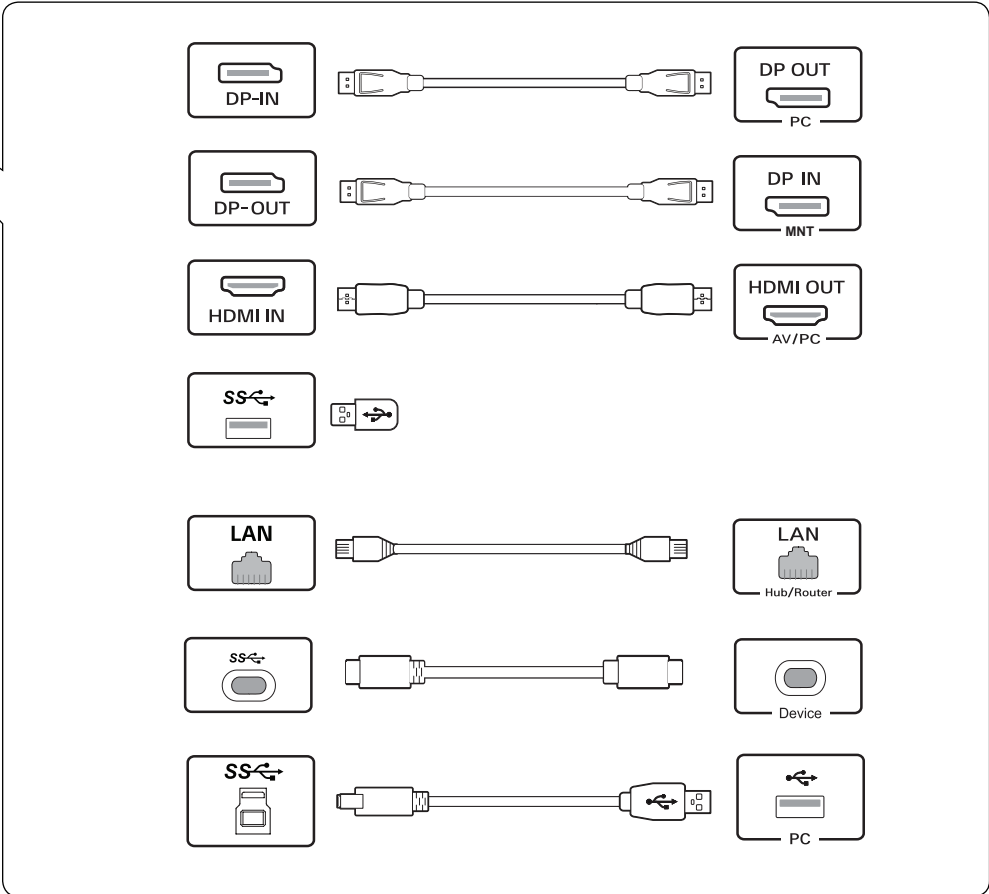 DP-IN
DP OUT
PC
DP-OUT
DP IN
MNT
HDMI IN
HDMI OUT
AV/PC
SS
LAN
LAN
Hub/Router
SS
Device
SS
PC